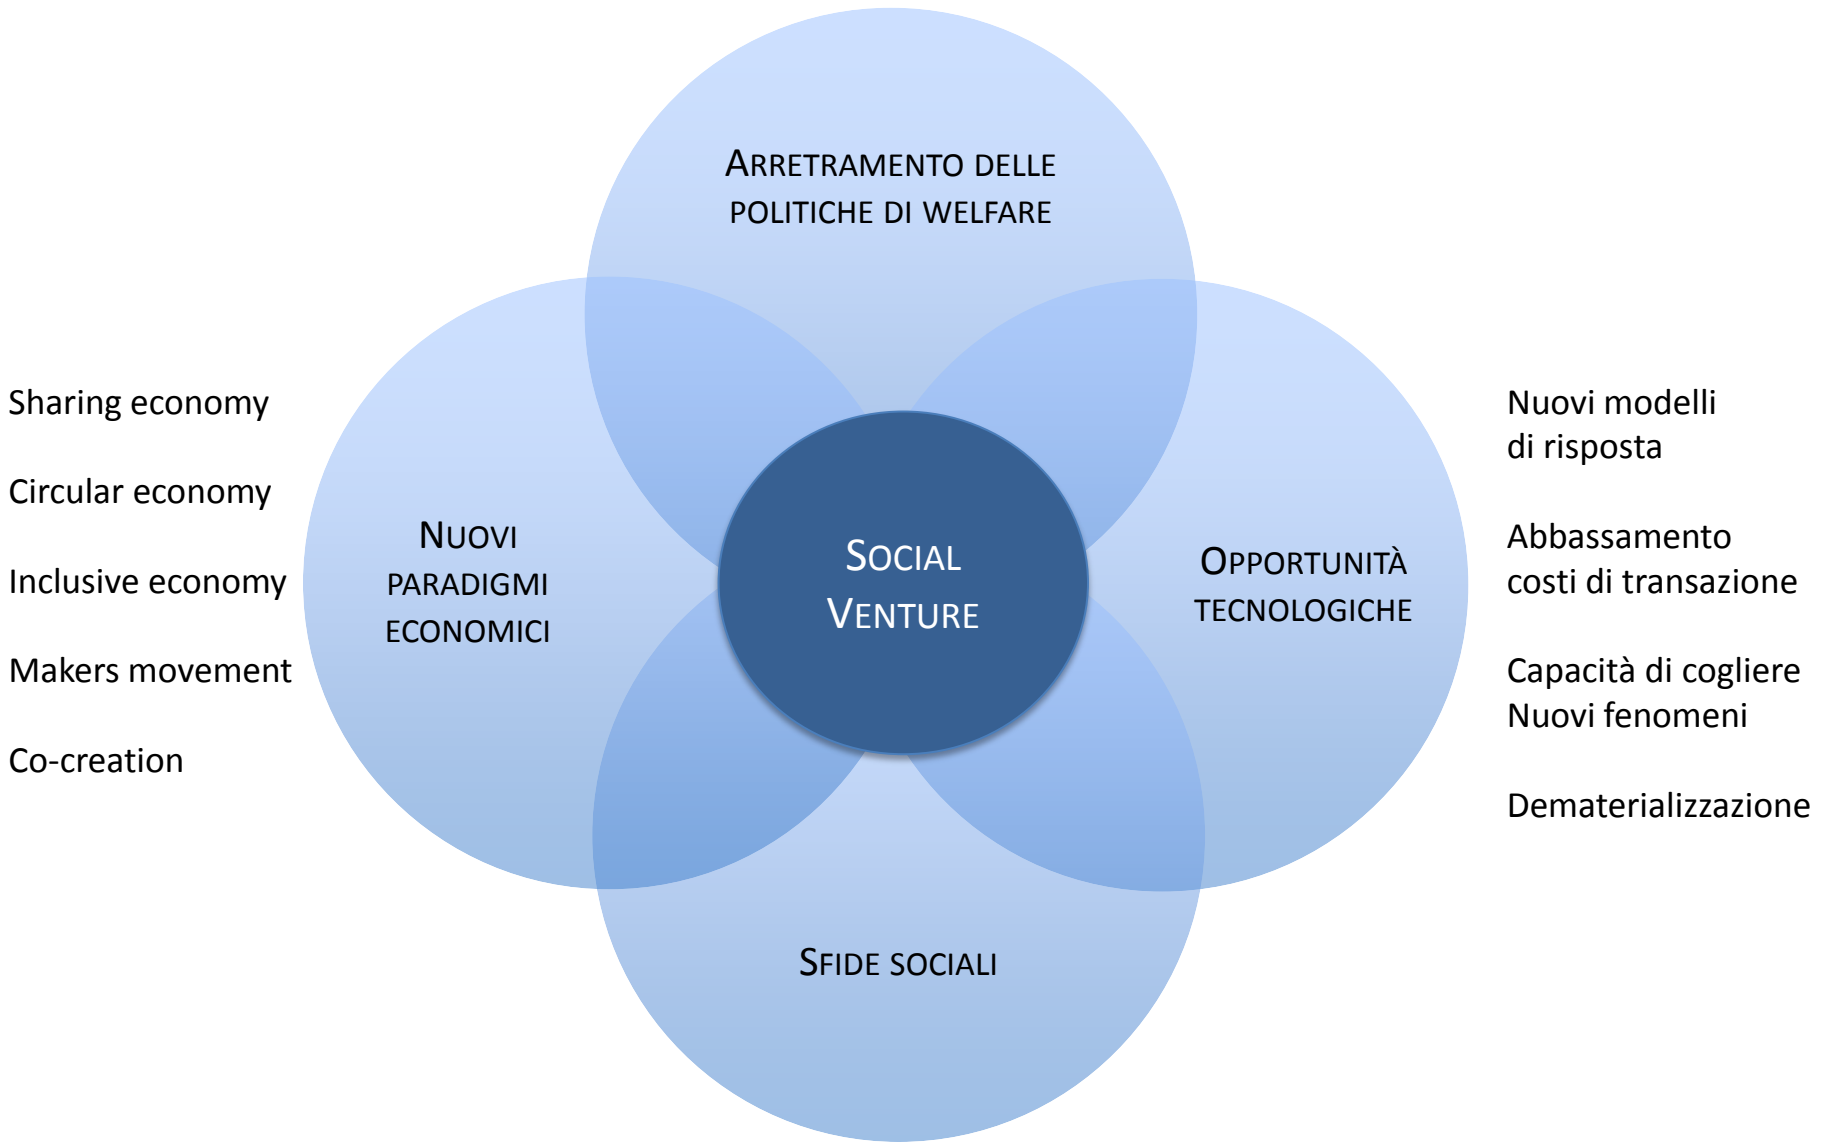 ARRETRAMENTO DELLE
POLITICHE DI WELFARE
Sharing economy
Circular economy
Inclusive economy
Makers movement
Co-creation
NUOVI
PARADIGMI
ECONOMICI
SOCIAL
VENTURE
OPPORTUNITÀ
TECNOLOGICHE
Nuovi modelli
di risposta
Abbassamento
costi di transazione
Capacità di cogliere
Nuovi fenomeni
Dematerializzazione
SFIDE SOCIALI